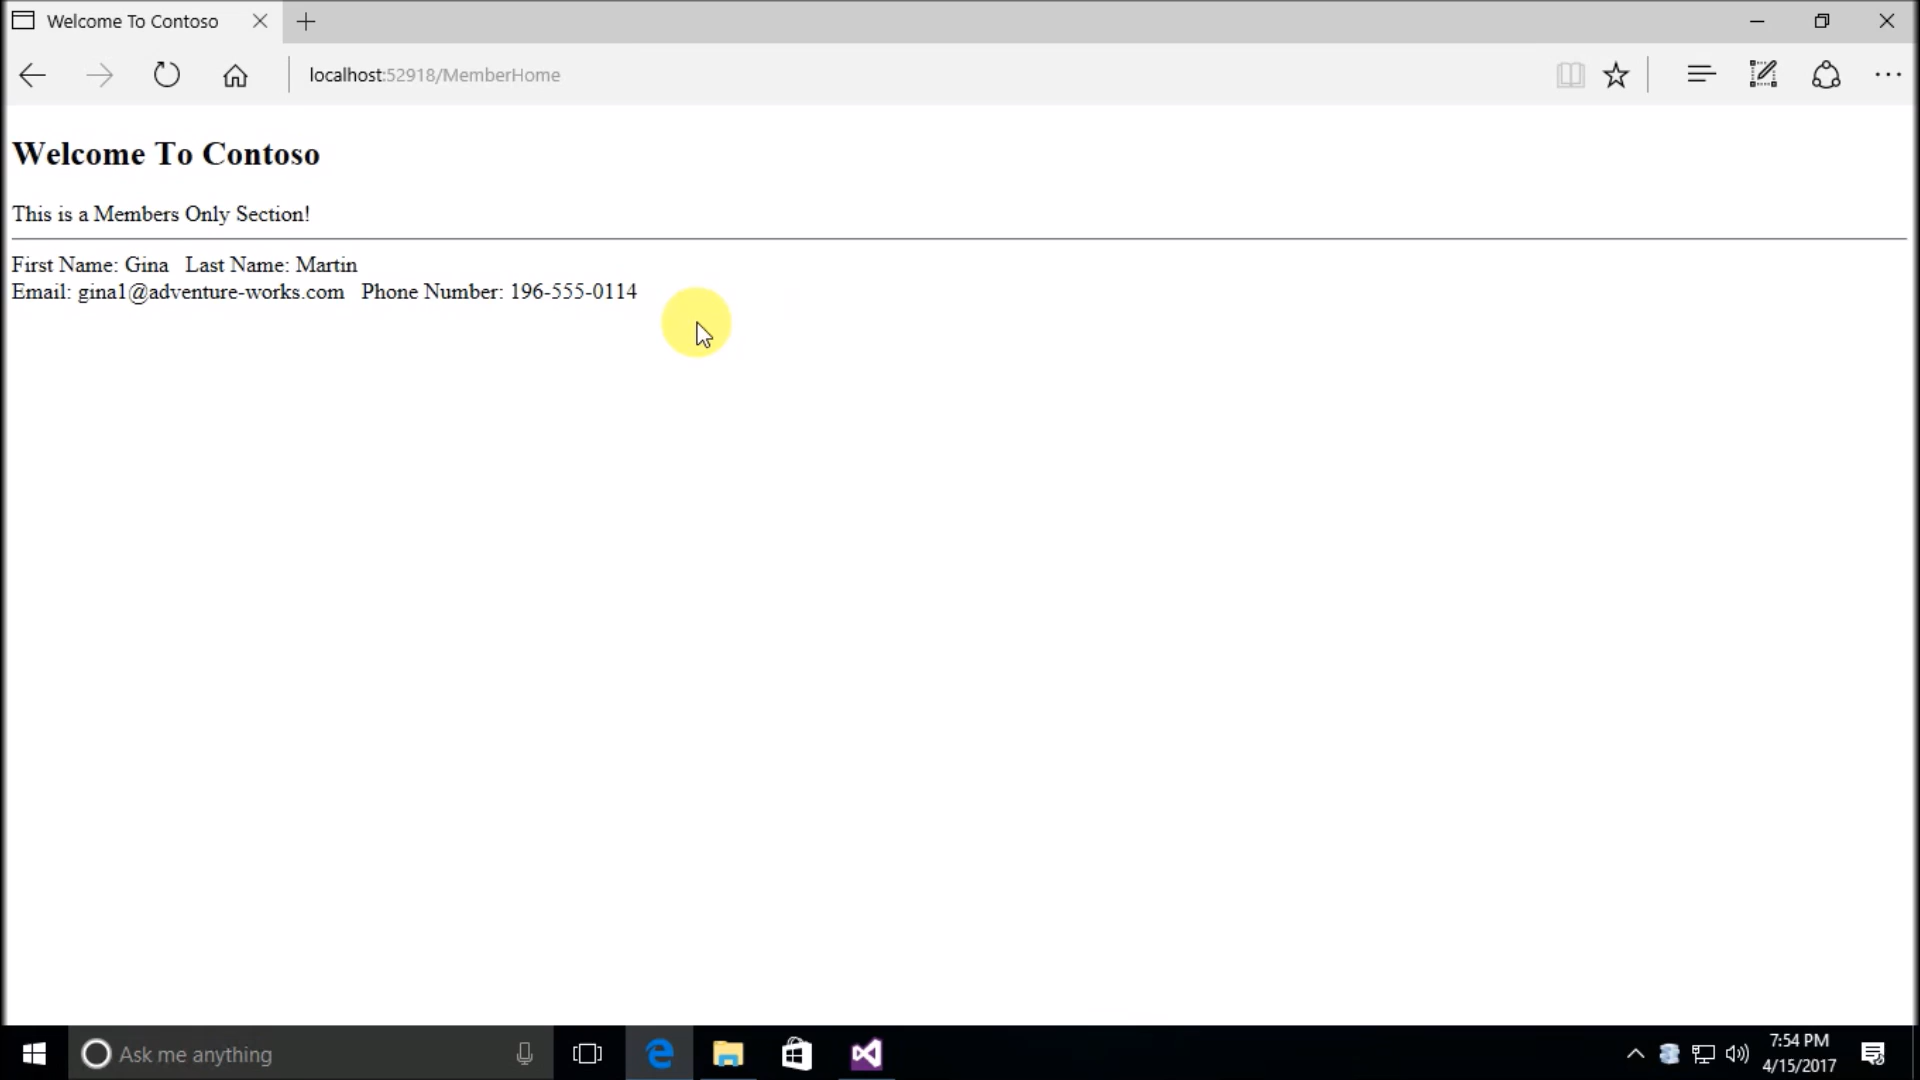 Welcome To Contoso
localhost:52918/MemberHome
Welcome To Contoso
This is a Members Only Section!
First Name: Gina   Last Name: Martin
Email: gina1@adventure-works.com   Phone Number: 196-555-0114
Ask me anything
7:54 PM
4/15/2017